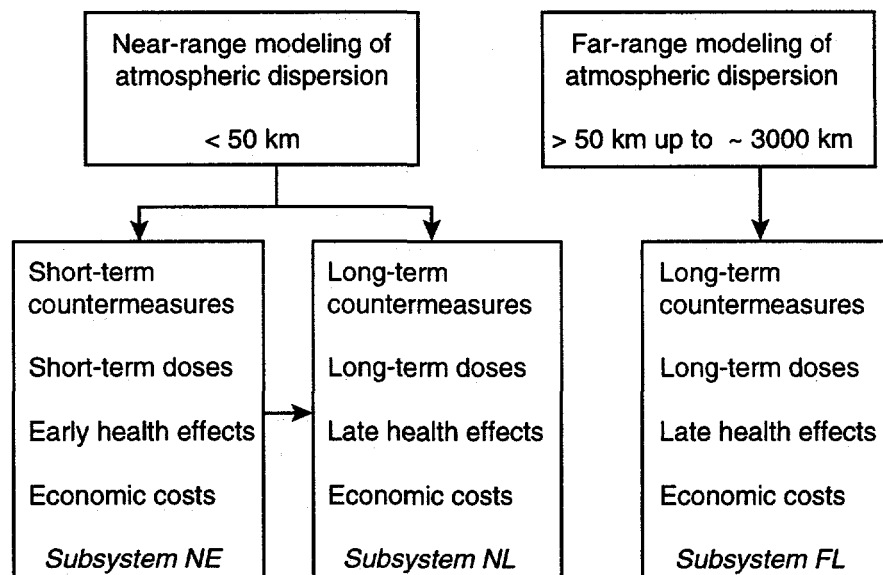 Near-range modeling of
atmospheric dispersion
< 50 km
Far-range modeling of
atmospheric dispersion
> 50 km up to ~ 3000 km
Short-term
countermeasures
Short-term doses
Early health effects
Economic costs
Subsystem NE
Long-term
countermeasures
Long-term doses
Late health effects
Economic costs
Subsystem NL
Long-term
countermeasures
Long-term doses
Late health effects
Economic costs
Subsystem FL